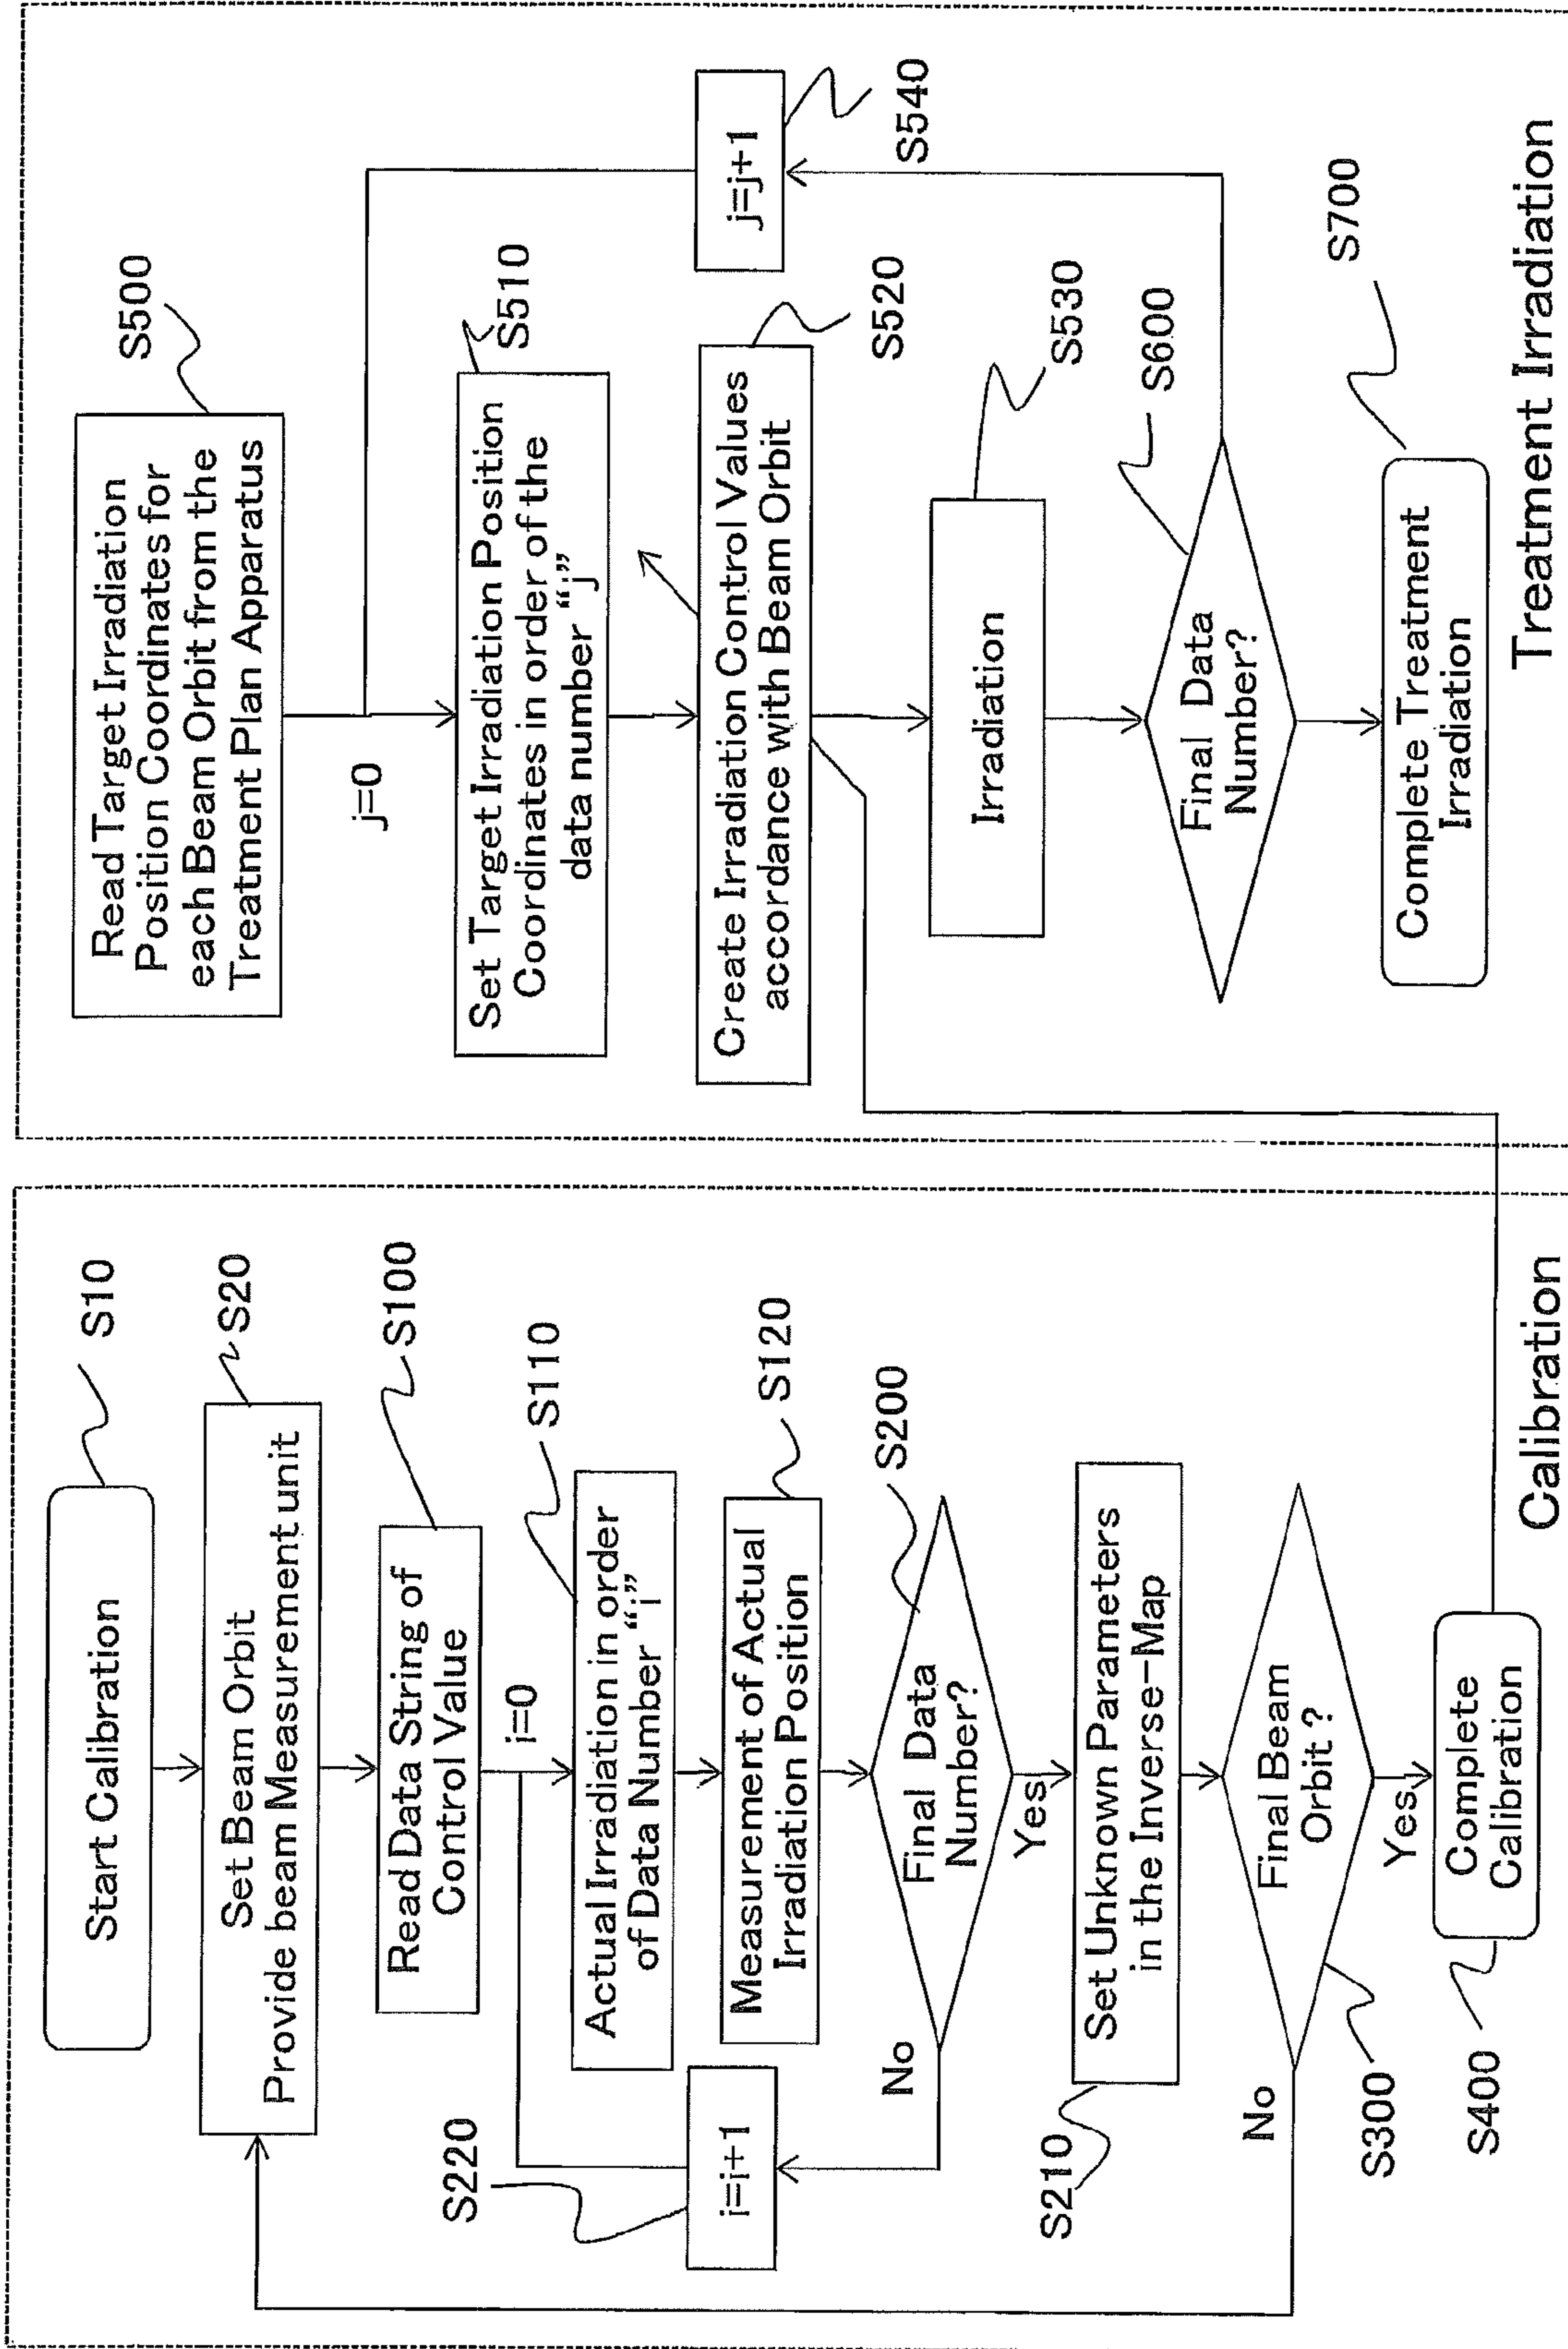 Start Calibration
S10
Set Beam Orbit
Provide beam Measurement unit
S20
Read Data String of
Control Value
S100
i=0
Actual Irradiation in order
of Data Number “i”
S110
Measurement of Actual
Irradiation Position
S120
Final Data
Number?
S200
No
i=i+1
S220
Yes
Set Unknown Parameters
in the Inverse-Map
S210
Final Beam
Orbit ?
S300
No
Yes
Complete
Calibration
S400
Calibration
Read Target Irradiation
Position Coordinates for
each Beam Orbit from the
Treatment Plan Apparatus
S500
j=0
Set Target Irradiation Position
Coordinates in order of the
data number “j”
S510
Create Irradiation Control Values
accordance with Beam Orbit
S520
Irradiation
S530
Final Data
Number?
S600
j=j+1
S540
Complete Treatment
Irradiation
S700
Treatment Irradiation